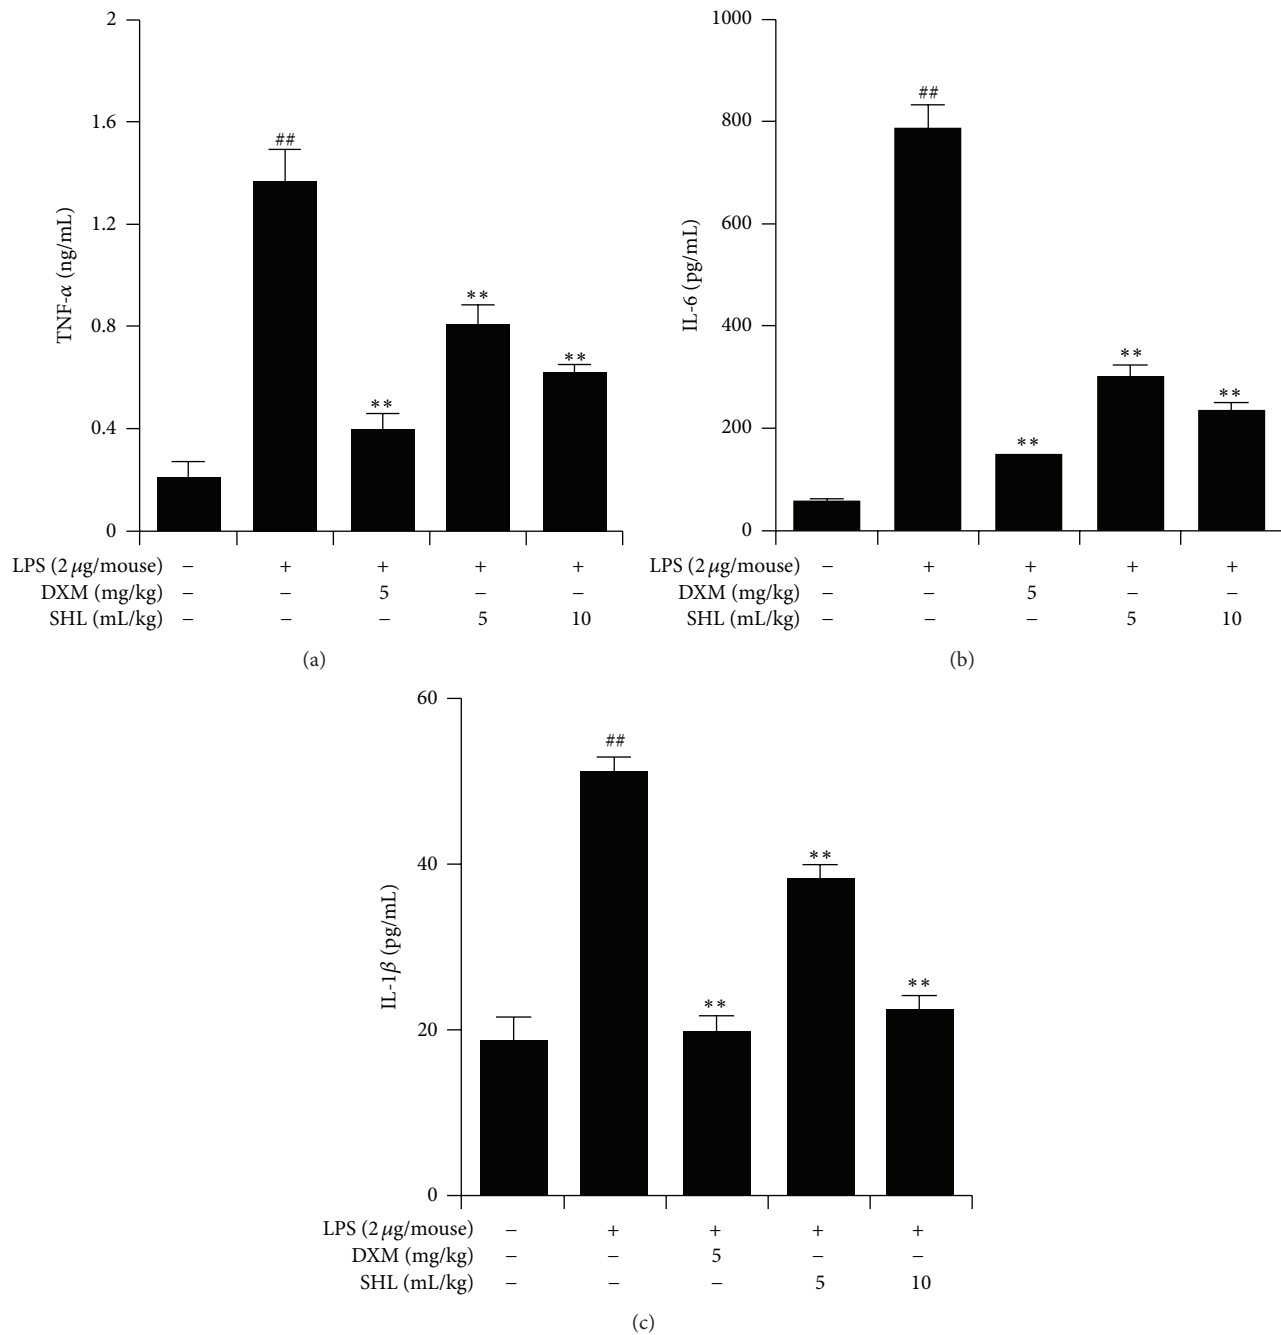 2
1.6
1.2
0.8
0.4
0
TNF-α (ng/mL)
##
**
**
**
LPS (2 μg/mouse) − + + + +
DXM (mg/kg) − − 5 − −
SHL (mL/kg) − − − 5 10
(a)
1000
800
600
400
200
0
IL-6 (pg/mL)
##
**
**
**
LPS (2 μg/mouse) − + + + +
DXM (mg/kg) − − 5 − −
SHL (mL/kg) − − − 5 10
(b)
60
40
20
0
IL-1β (pg/mL)
##
**
**
**
LPS (2 μg/mouse) − + + + +
DXM (mg/kg) − − 5 − −
SHL (mL/kg) − − − 5 10
(c)